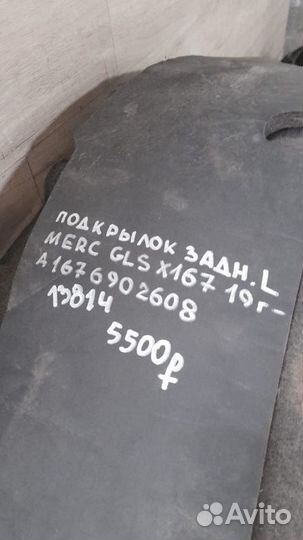 ПОДКРЫЛОК ЗАДН. L
MERC GLS X167 19г-
A1676902608
13814
5500₽
Avito